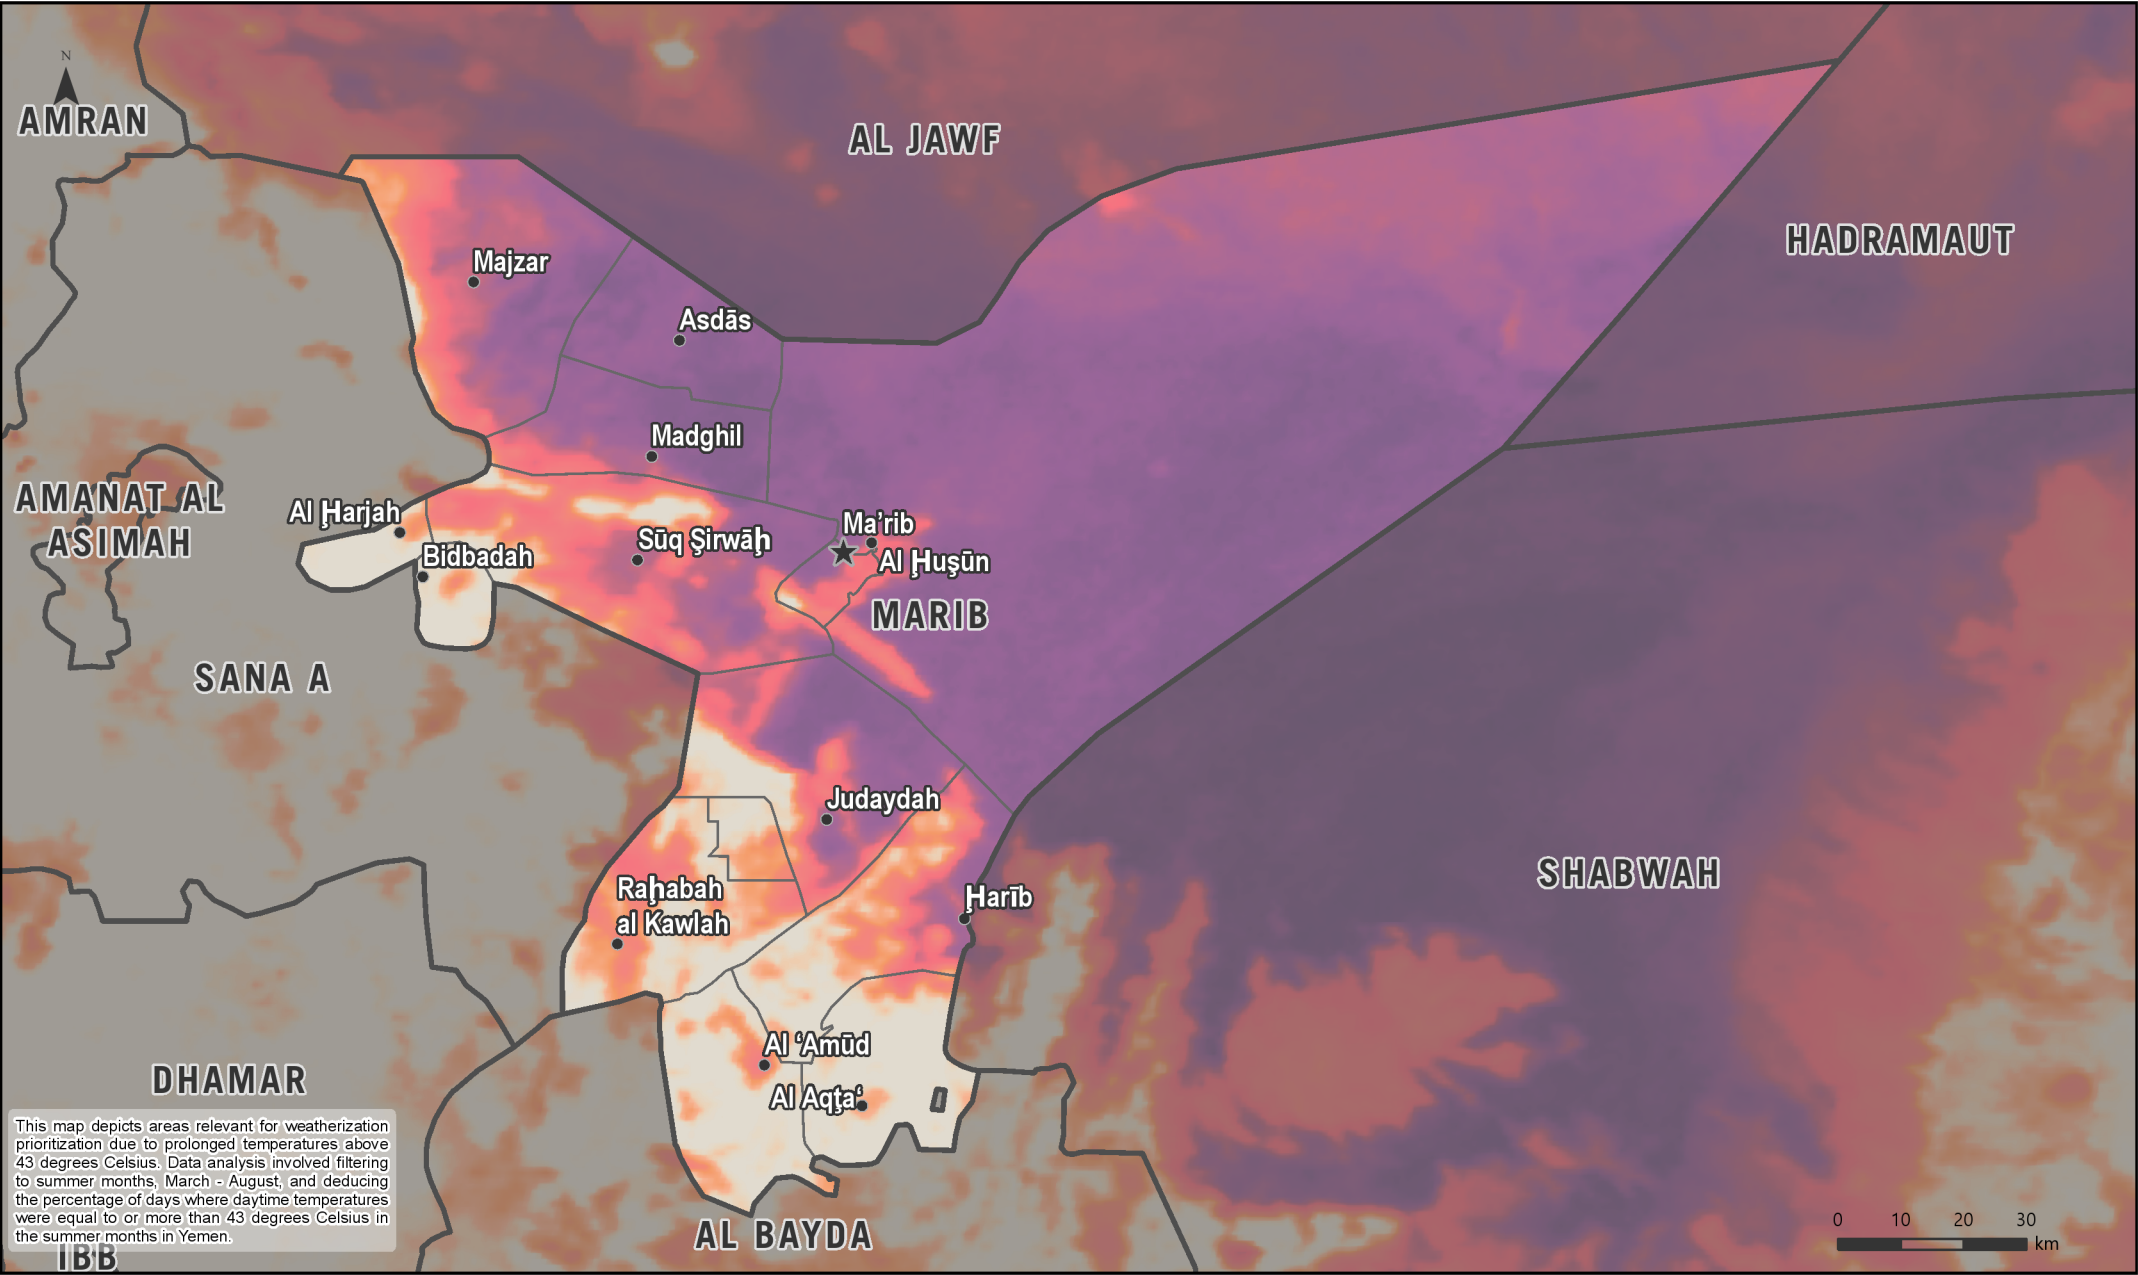 N
AMRAN
AL JAWF
HADRAMAUT
Majzar
Asdās
Madghil
AMANAT AL
ASIMAH
Al Ḩarjah
Bidbadah
Sūq Şirwāḩ
Ma’rib
Al Ḩuşūn
MARIB
SANA A
Judaydah
SHABWAH
Raḩabah
al Kawlah
Ḩarīb
Al ‘Amūd
Al Aqţa‘
DHAMAR
This map depicts areas relevant for weatherization
prioritization due to prolonged temperatures above
43 degrees Celsius. Data analysis involved filtering
to summer months, March - August, and deducing
the percentage of days where daytime temperatures
were equal to or more than 43 degrees Celsius in
the summer months in Yemen.
IBB
AL BAYDA
0 10 20 30
km